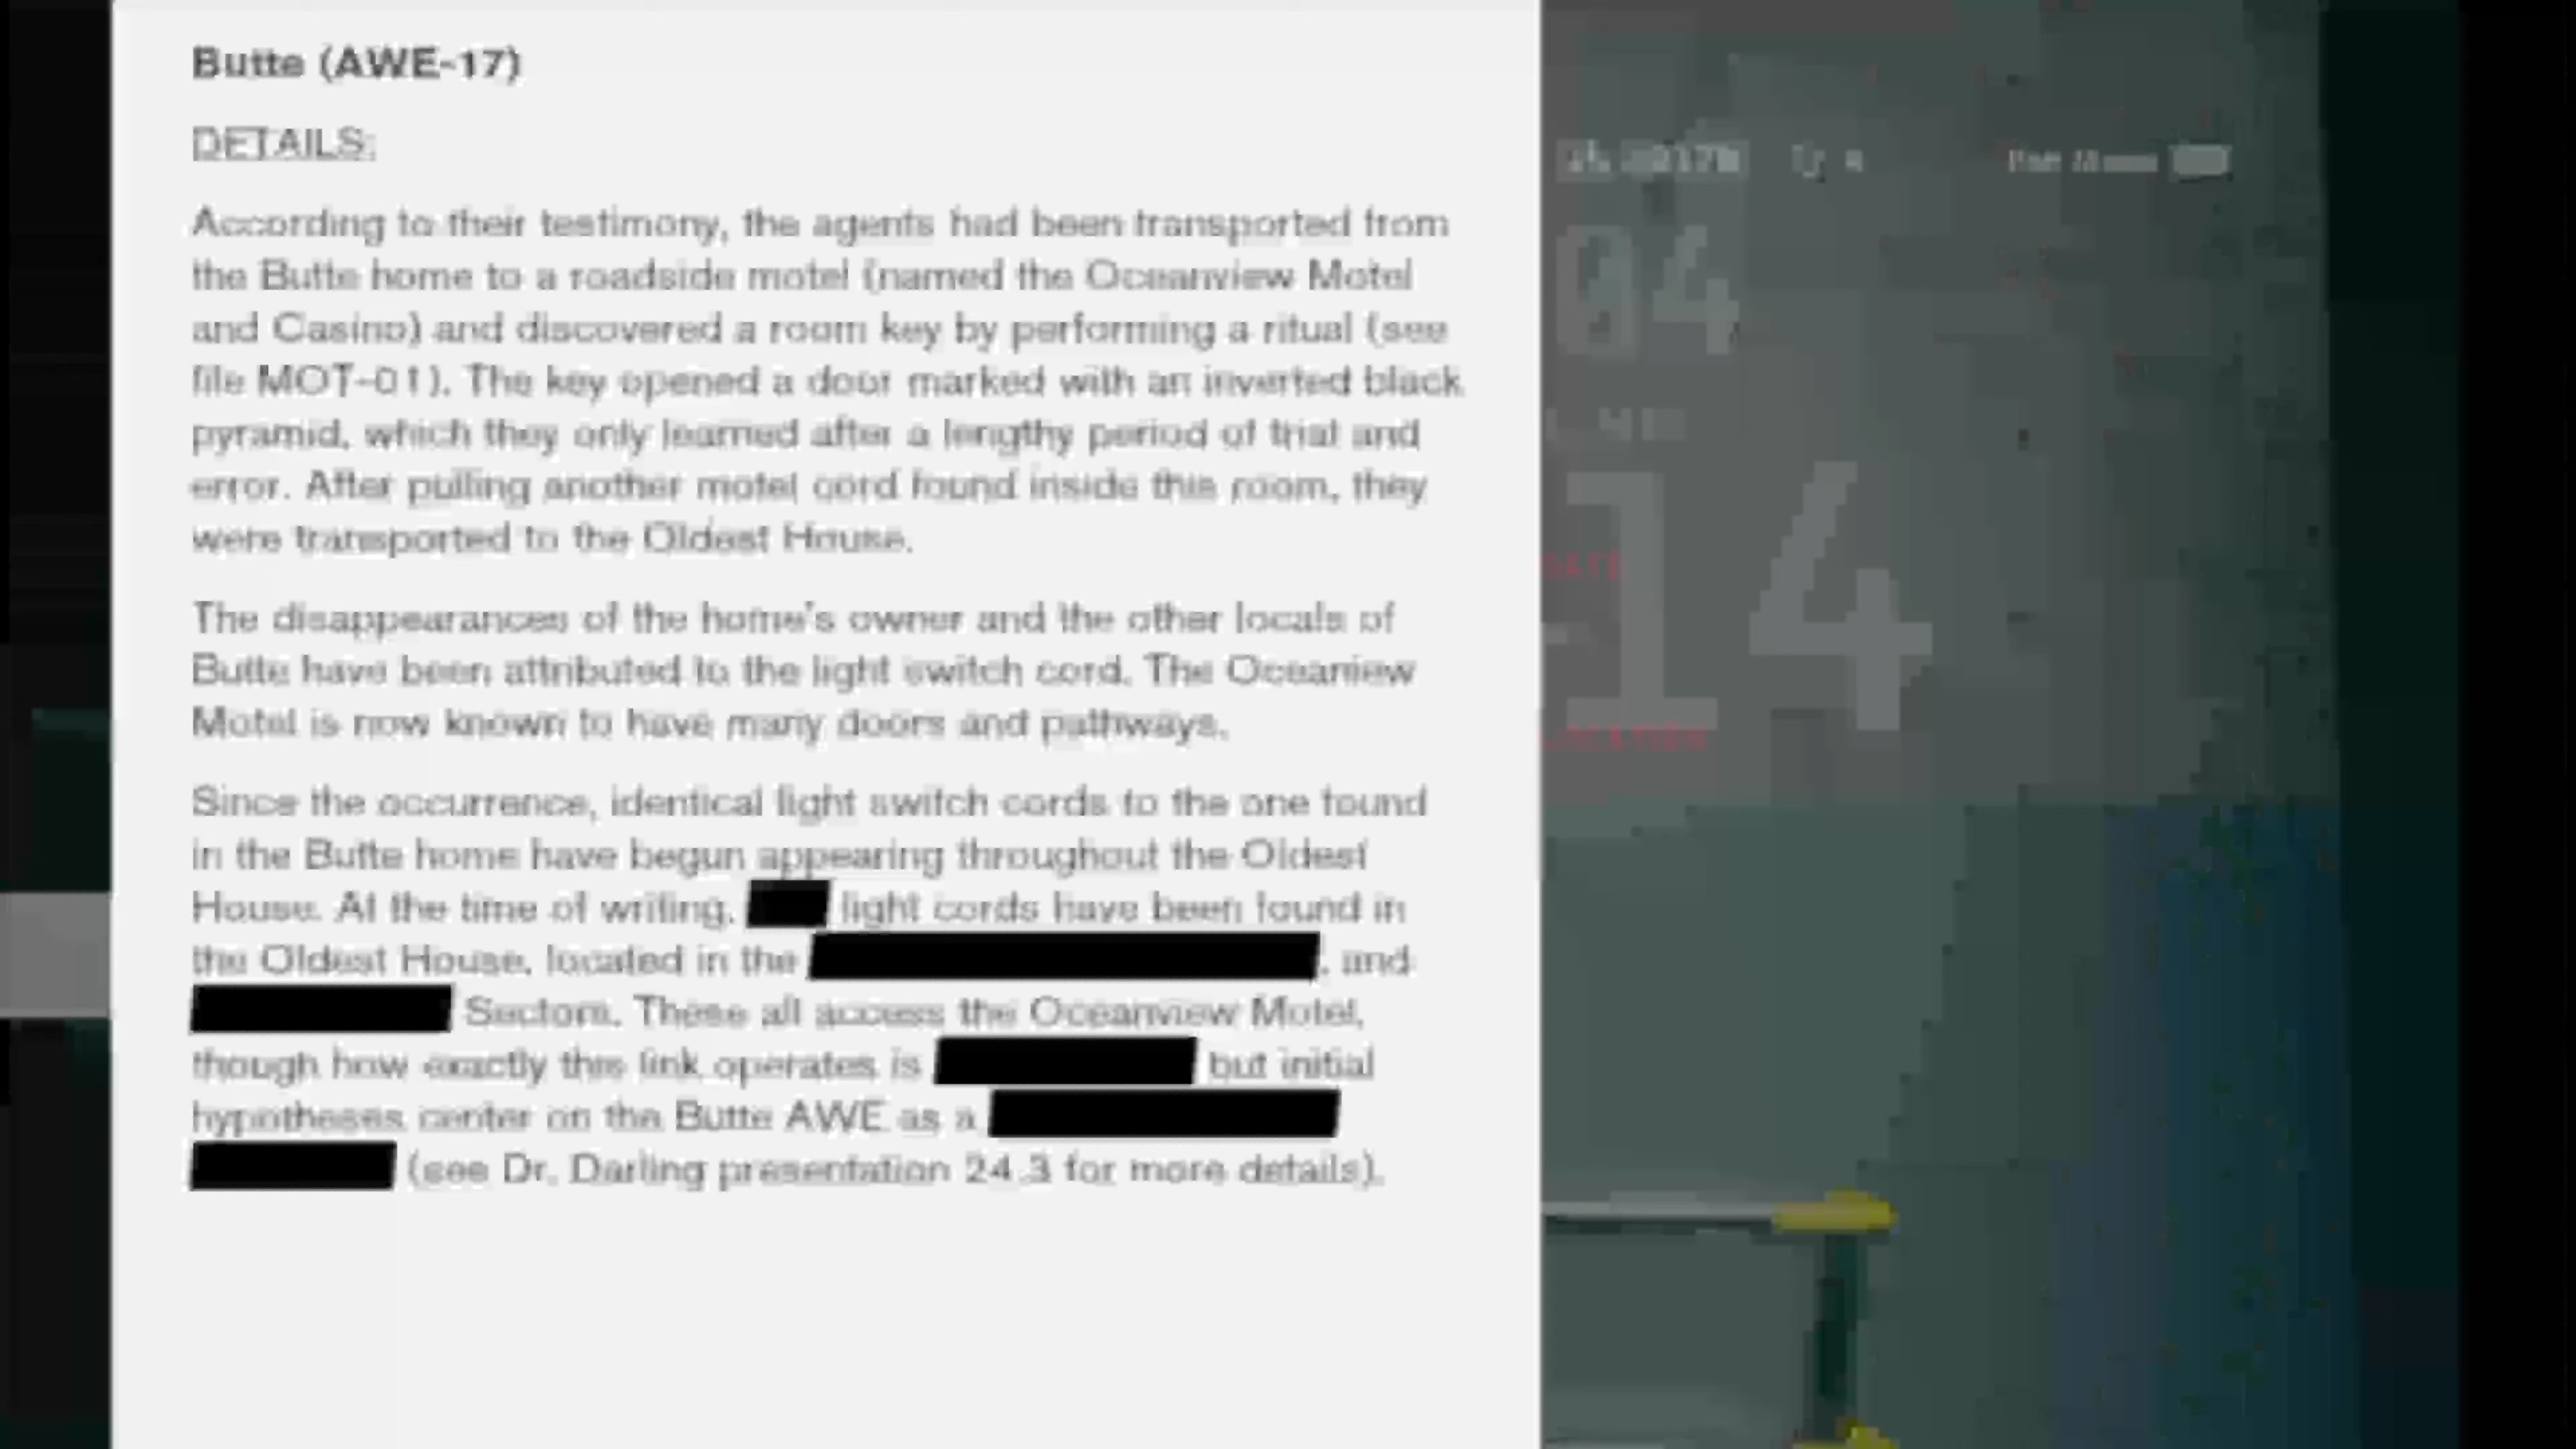 Butte (AWE-17)
DETAILS:
According to their testimony, the agents had been transported from
the Butte home to a roadside motel (named the Oceanview Motel
and Casino) and discovered a room key by performing a ritual (see
file MOT-01). The key opened a door marked with an inverted black
pyramid, which they only learned after a lengthy period of trial and
error. After pulling another motel cord found inside this room, they
were transported to the Oldest House.
The disappearances of the home's owner and the other locals of
Butte have been attributed to the light switch cord. The Oceanview
Motel is now known to have many doors and pathways.
Since the occurrence, identical light switch cords to the one found
in the Butte home have begun appearing throughout the Oldest
House. At the time of writing, light cords have been found in
the Oldest House, located in the , and
Sectors. These all access the Oceanview Motel,
though how exactly this link operates is but initial
hypotheses center on the Butte AWE as a
(see Dr. Darling presentation 24.3 for more details).
04
14
LOCATION